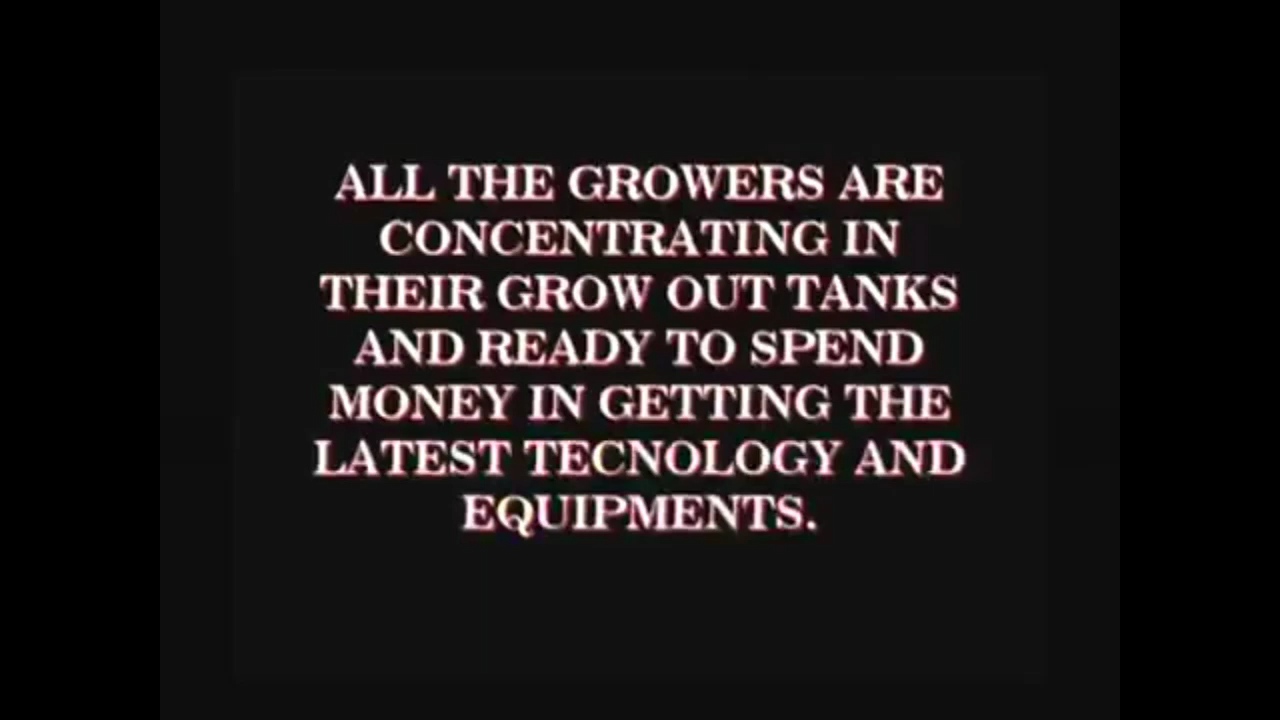 ALL THE GROWERS ARE
CONCENTRATING IN
THEIR GROW OUT TANKS
AND READY TO SPEND
MONEY IN GETTING THE
LATEST TECNOLOGY AND
EQUIPMENTS.